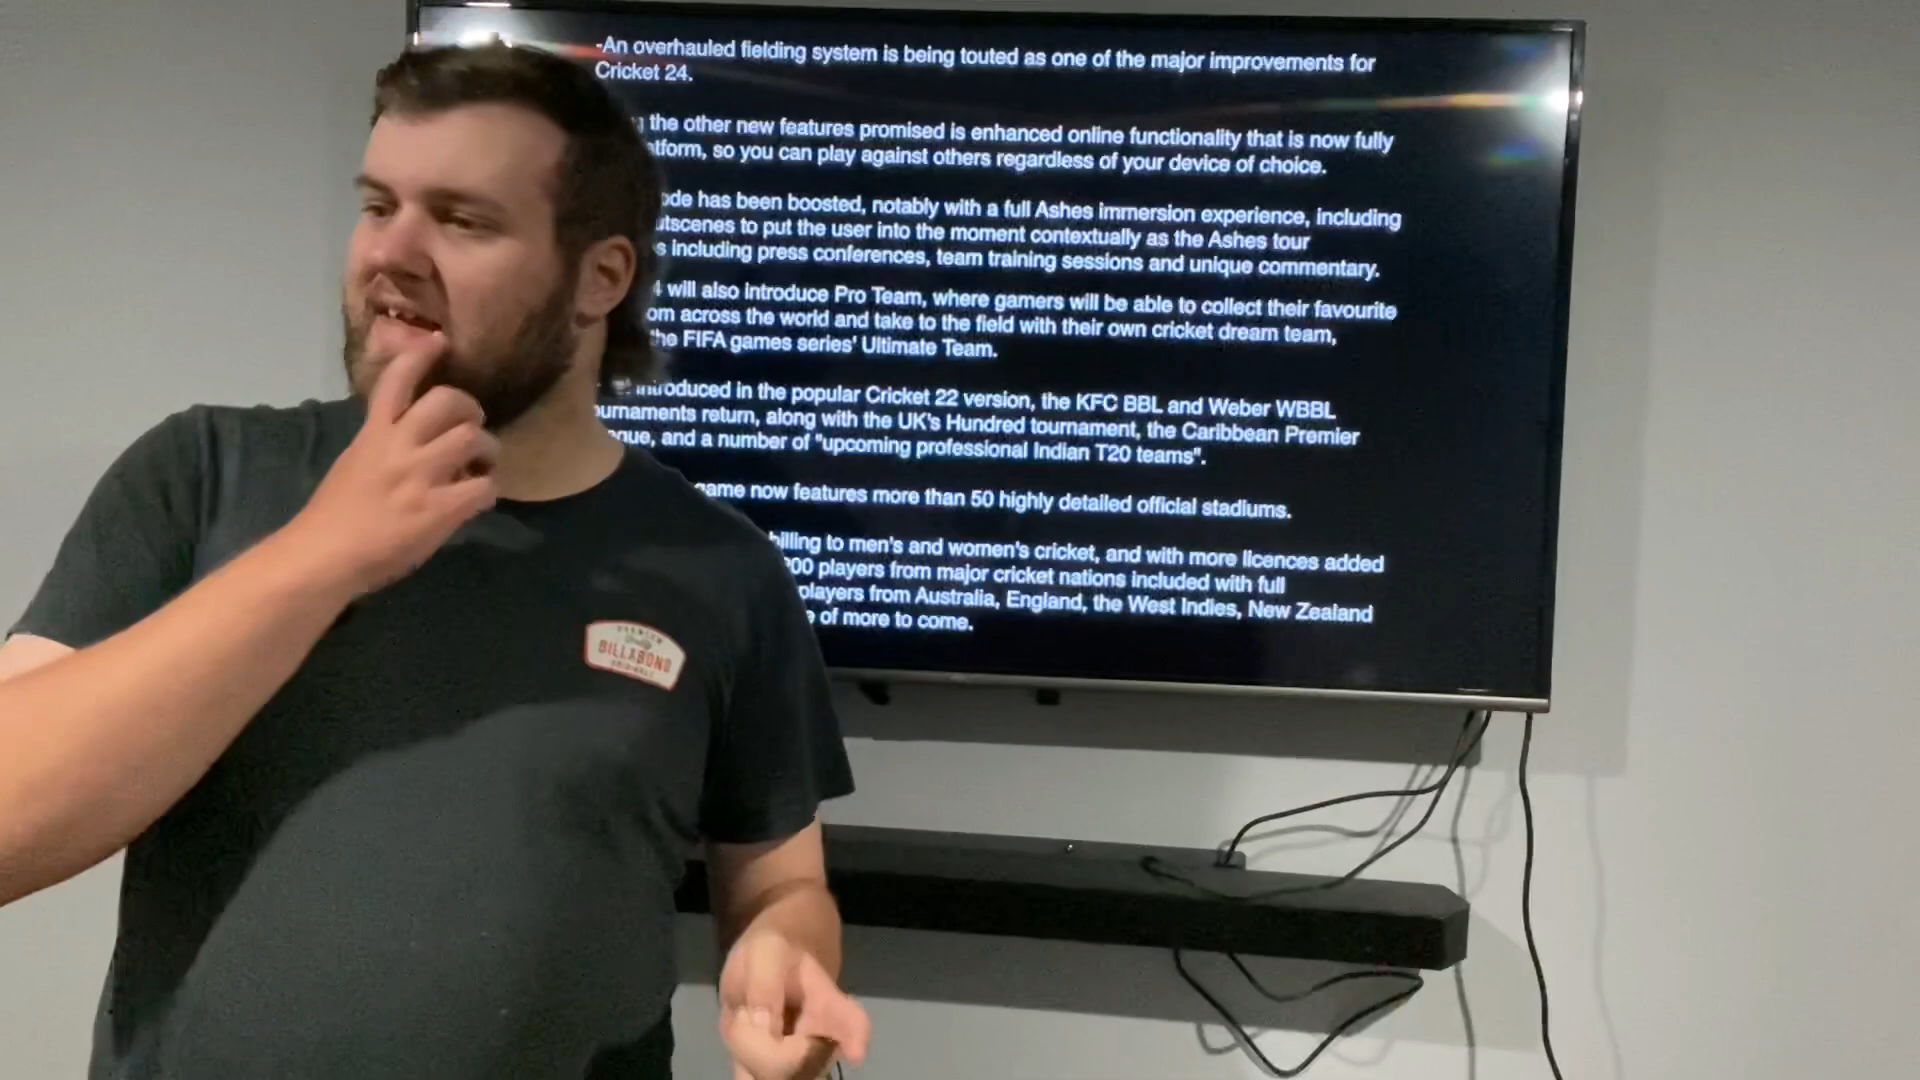 -An overhauled fielding system is being touted as one of the major improvements for
Cricket 24.
the other new features promised is enhanced online functionality that is now fully
so you can play against others regardless of your device of choice.
has been boosted, notably with a full Ashes immersion experience, including
to put the user into the moment contextually as the Ashes tour
including press conferences, team training sessions and unique commentary.
will also introduce Pro Team, where gamers will be able to collect their favourite
across the world and take to the field with their own cricket dream team,
FIFA games series' Ultimate Team.
introduced in the popular Cricket 22 version, the KFC BBL and Weber WBBL
return, along with the UK's Hundred tournament, the Caribbean Premier
and a number of "upcoming professional Indian T20 teams".
game now features more than 50 highly detailed official stadiums.
billing to men's and women's cricket, and with more licences added
players from major cricket nations included with full
players from Australia, England, the West Indies, New Zealand
of more to come.
BILLABONG